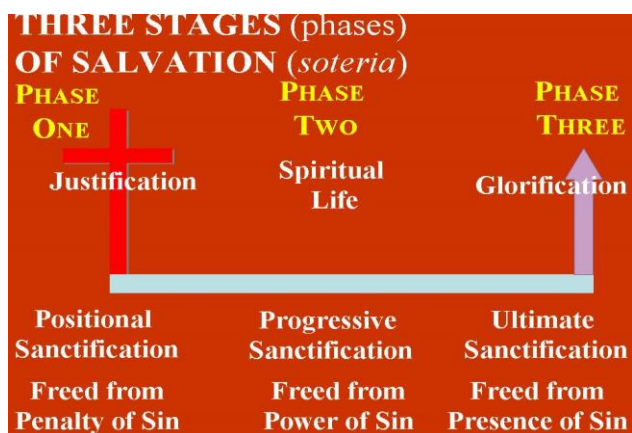 THREE STAGES (phases)
OF SALVATION (soteria)
PHASE
ONE
Justification
PHASE
TWO
Spiritual
Life
PHASE
THREE
Glorification
Positional
Sanctification
Freed from
Penalty of Sin
Progressive
Sanctification
Freed from
Power of Sin
Ultimate
Sanctification
Freed from
Presence of Sin